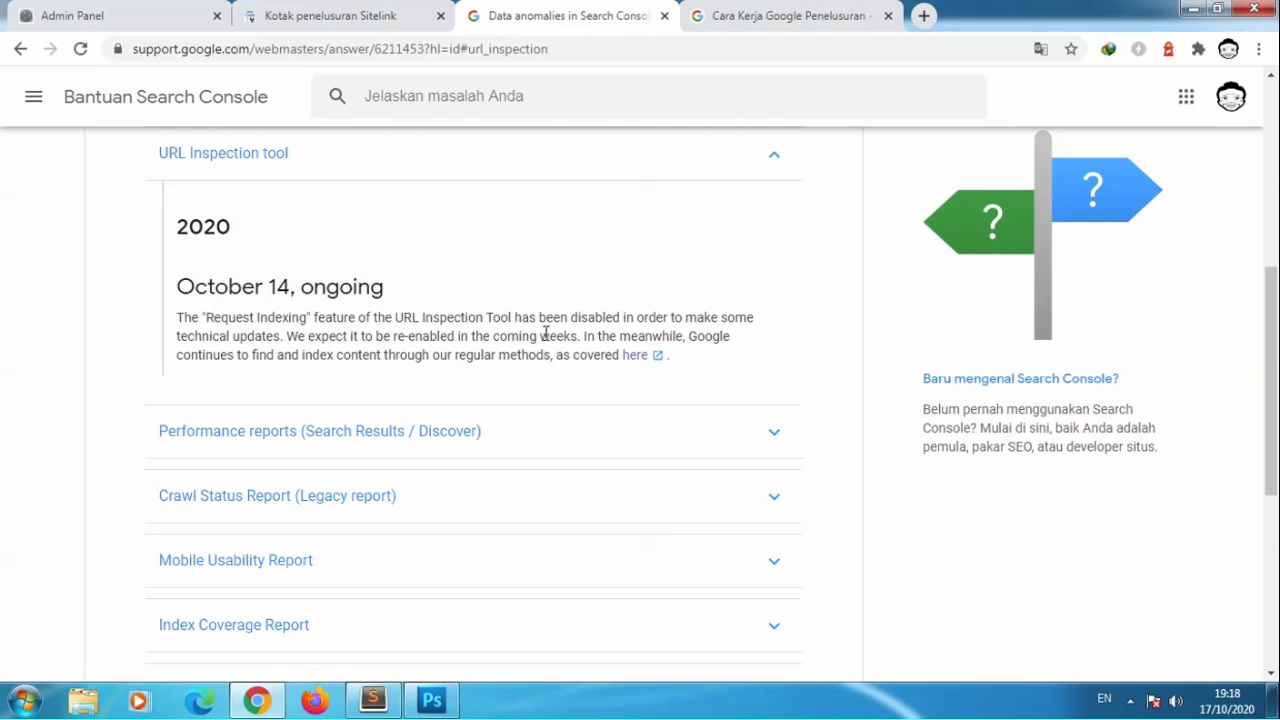 Admin Panel
Kotak penelusuran Sitelink
Data anomalies in Search Consol
Cara Kerja Google Penelusuran -
support.google.com/webmasters/answer/6211453?hl=id#url_inspection
Bantuan Search Console
Jelaskan masalah Anda
URL Inspection tool
2020
October 14, ongoing
The "Request Indexing" feature of the URL Inspection Tool has been disabled in order to make some
technical updates. We expect it to be re-enabled in the coming weeks. In the meanwhile, Google
continues to find and index content through our regular methods, as covered here .
Performance reports (Search Results / Discover)
Crawl Status Report (Legacy report)
Mobile Usability Report
Index Coverage Report
?
?
Baru mengenal Search Console?
Belum pernah menggunakan Search
Console? Mulai di sini, baik Anda adalah
pemula, pakar SEO, atau developer situs.
S
Ps
EN
19:18
17/10/2020